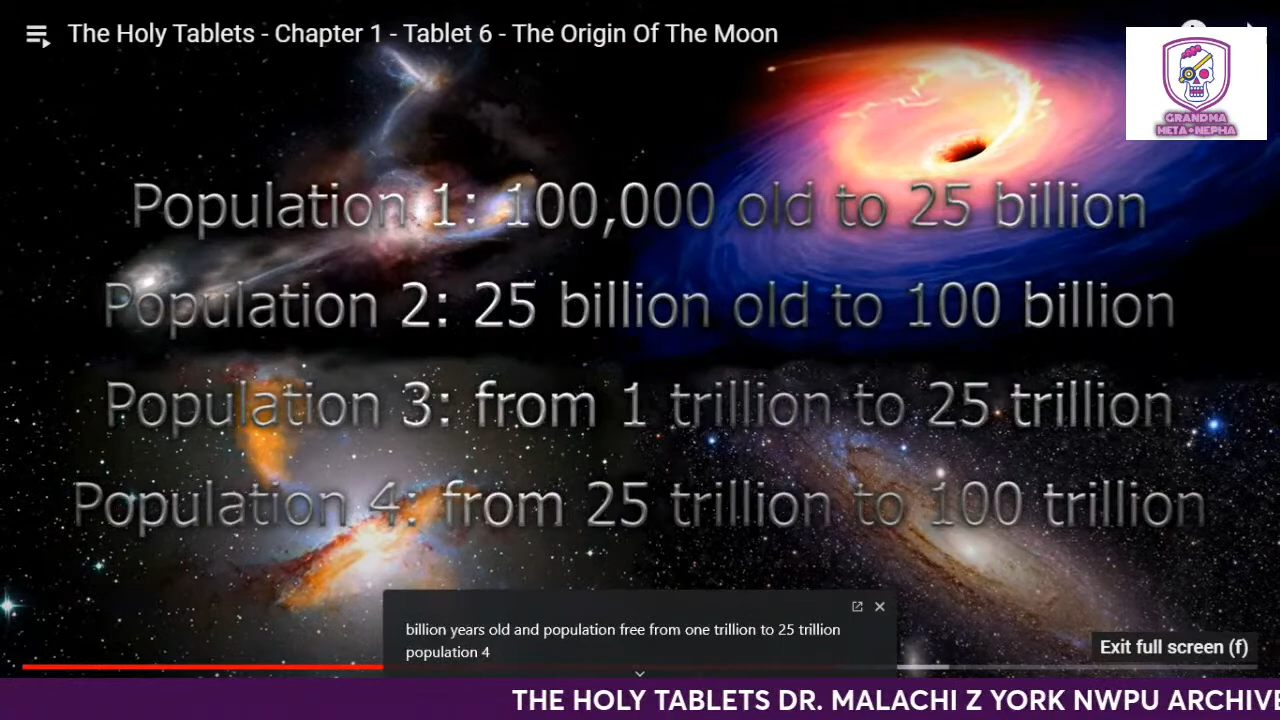 The Holy Tablets - Chapter 1 - Tablet 6 - The Origin Of The Moon
GRANDMA
META★NEPHA
Population 1: 100,000 old to 25 billion
Population 2: 25 billion old to 100 billion
Population 3: from 1 trillion to 25 trillion
Population 4: from 25 trillion to 100 trillion
billion years old and population free from one trillion to 25 trillion
population 4
Exit full screen (f)
THE HOLY TABLETS DR. MALACHI Z YORK NWPU ARCHIVE